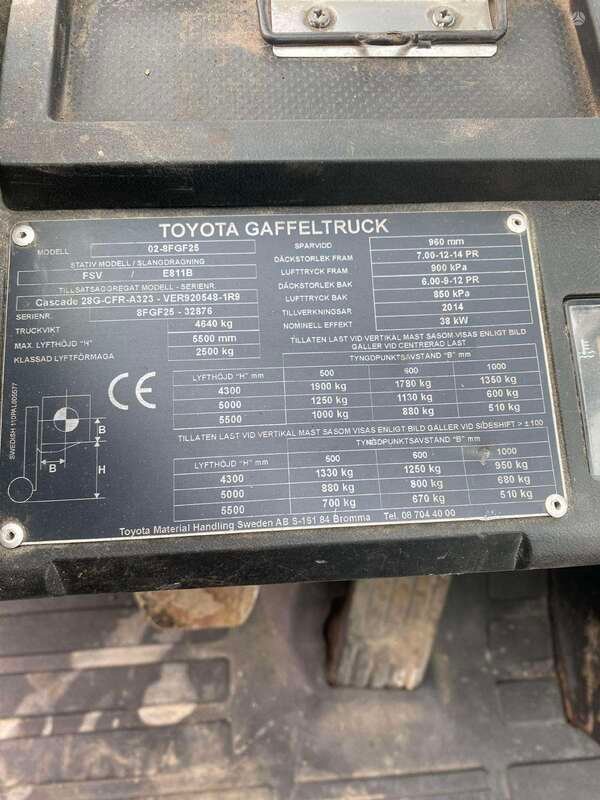 TOYOTA GAFFELTRUCK
MODELL 02-8FGF25
STATIV MODELL / SLANGDRAGNING
FSV / E811B
TILLSATSAGGREGAT MODELL - SERIENR.
Cascade 28G-CFR-A323 - VER920548-1R9
SERIENR. 8FGF25 - 32876
TRUCKVIKT 4640 kg
MAX. LYFTHÖJD "H" 5500 mm
KLASSAD LYFTFÖRMAGA 2500 kg
SPÅRVIDD 960 mm
DÄCKSTORLEK FRAM 7.00-12-14 PR
LUFTTRYCK FRAM 900 kPa
DÄCKSTORLEK BAK 6.00-9-12 PR
LUFTTRYCK BAK 850 kPa
TILLVERKNINGSAR 2014
NOMINELL EFFEKT 38 kW
TILLATEN LAST VID VERTIKAL MAST SASOM VISAS ENLIGT BILD
GALLER VID CENTRERAD LAST
TYNGDPUNKTSAVSTAND "B" mm
LYFTHÖJD "H" mm 500 600 1000
4300 1900 kg 1780 kg 1350 kg
5000 1250 kg 1130 kg 600 kg
5500 1000 kg 880 kg 510 kg
TILLATEN LAST VID VERTIKAL MAST SASOM VISAS ENLIGT BILD GALLER VID SIDESHIFT > ± 100
TYNGDPUNKTSAVSTAND "B" mm
LYFTHÖJD "H" mm 500 600 1000
4300 1330 kg 1250 kg 950 kg
5000 880 kg 800 kg 680 kg
5500 700 kg 670 kg 510 kg
Toyota Material Handling Sweden AB S-151 84 Bromma Tel. 08 704 40 00
CE
B
B
H